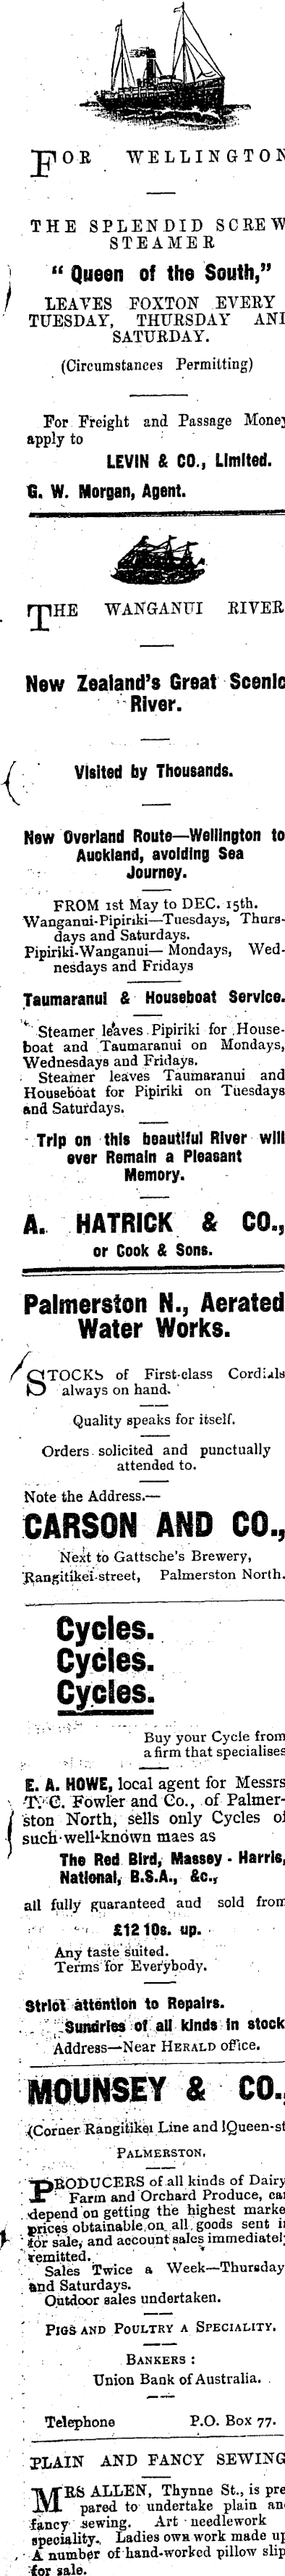 FOR WELLINGTON
THE SPLENDID SCREW
STEAMER
“ Queen of the South,”
LEAVES FOXTON EVERY
TUESDAY, THURSDAY AND
SATURDAY.
(Circumstances Permitting)
For Freight and Passage Money
apply to
LEVIN & CO., Limited.
G. W. Morgan, Agent.
THE WANGANUI RIVER
New Zealand's Great Scenic
River.
Visited by Thousands.
New Overland Route—Wellington to
Auckland, avoiding Sea
Journey.
FROM 1st May to DEC. 15th.
Wanganui-Pipiriki—Tuesdays, Thurs-
days and Saturdays.
Pipiriki-Wanganui— Mondays, Wed-
nesdays and Fridays
Taumaranui & Houseboat Service.
Steamer leaves Pipiriki for House-
boat and Taumaranui on Mondays,
Wednesdays and Fridays.
Steamer leaves Taumaranui and
Houseboat for Pipiriki on Tuesdays
and Saturdays.
Trip on this beautiful River will
ever Remain a Pleasant
Memory.
A. HATRICK & CO.,
or Cook & Sons.
Palmerston N., Aerated
Water Works.
STOCKS of First-class Cordials
always on hand.
Quality speaks for itself.
Orders solicited and punctually
attended to.
Note the Address.—
CARSON AND CO.,
Next to Gattsche's Brewery,
Rangitikei-street, Palmerston North.
Cycles.
Cycles.
Cycles.
Buy your Cycle from
a firm that specialises
E. A. HOWE, local agent for Messrs
T. C. Fowler and Co., of Palmer-
ston North, sells only Cycles of
such well-known maes as
The Red Bird, Massey - Harris,
National, B.S.A., &c.,
all fully guaranteed and sold from
£12 10s. up.
Any taste suited.
Terms for Everybody.
Strict attention to Repairs.
Sundries of all kinds in stock
Address—Near HERALD office.
MOUNSEY & CO.,
(Corner Rangitikei Line and Queen-st
PALMERSTON.
PRODUCERS of all kinds of Dairy
Farm and Orchard Produce, can
depend on getting the highest marke
prices obtainable on all goods sent in
for sale, and account sales immediatel
remitted.
Sales Twice a Week—Thursday
and Saturdays.
Outdoor sales undertaken.
PIGS AND POULTRY A SPECIALITY.
BANKERS :
Union Bank of Australia.
Telephone P.O. Box 77.
PLAIN AND FANCY SEWING
MRS ALLEN, Thynne St., is pre
pared to undertake plain an
fancy sewing. Art needlework
speciality. Ladies own work made up
A number of hand-worked pillow slip
for sale.